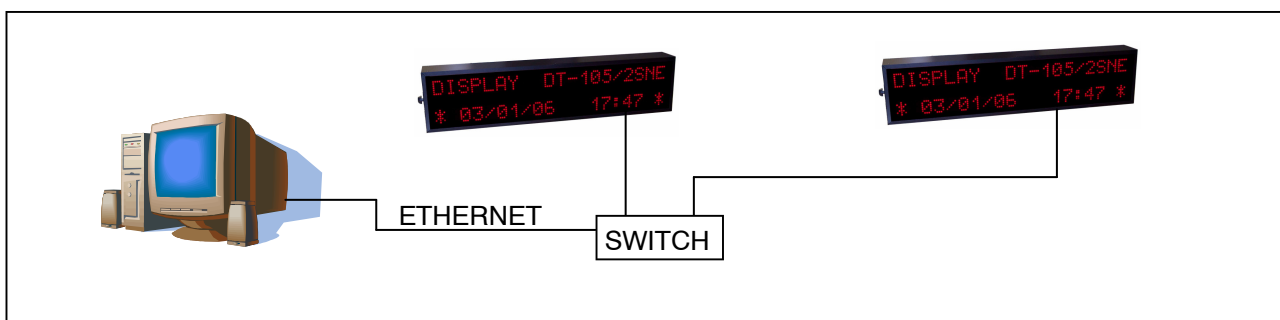 DISPLAY DT-105/2SNE
* 03/01/06 17:47 *
DISPLAY DT-105/2SNE
* 03/01/06 17:47 *
ETHERNET
SWITCH